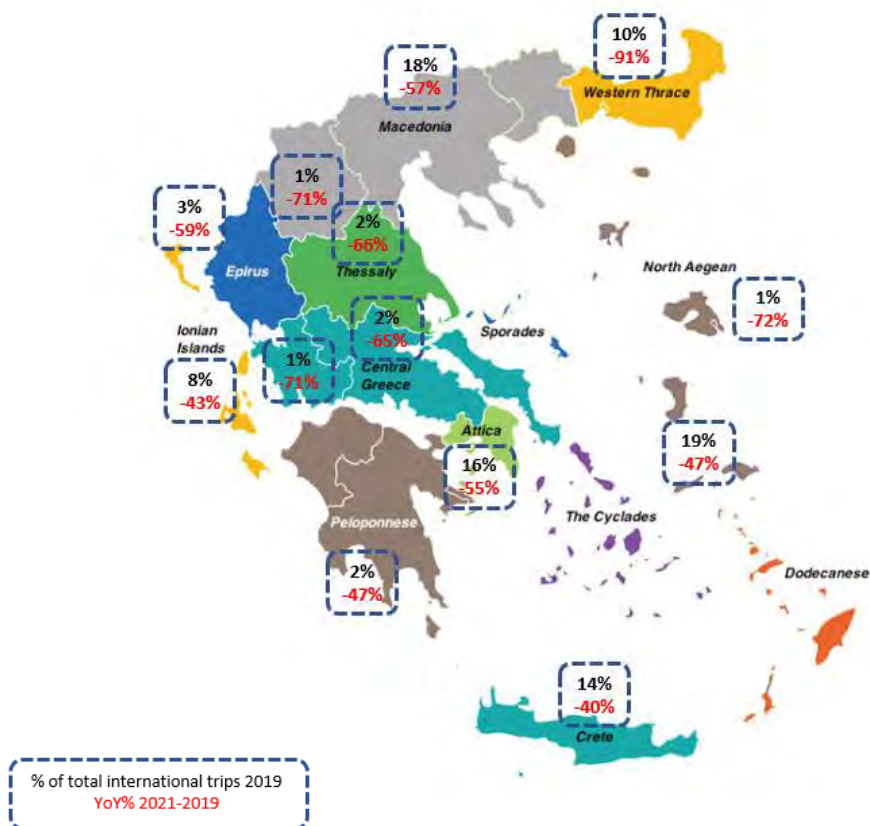 10%
-91%
Western Thrace
18%
-57%
Macedonia
1%
-71%
3%
-59%
2%
-66%
Epirus
Thessaly
North Aegean
1%
-72%
2%
-65%
Sporades
Ionian
Islands
1%
-71%
Central
Greece
8%
-43%
Attica
16%
-55%
19%
-47%
The Cyclades
Peloponnese
2%
-47%
Dodecanese
14%
-40%
Crete
% of total international trips 2019
YoY% 2021-2019